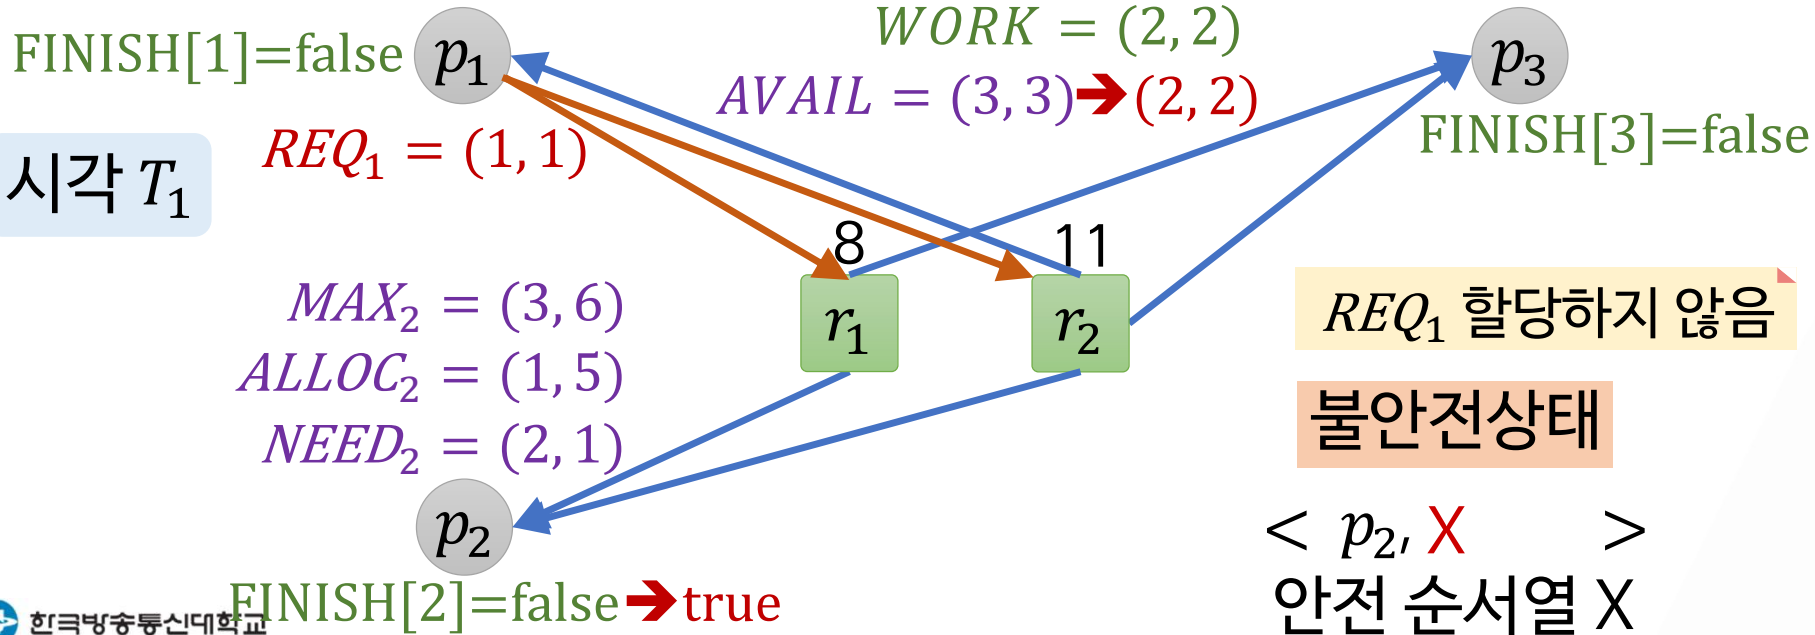 FINISH[1]=false
p₁
WORK = (2, 2)
AVAIL = (3, 3)➔(2, 2)
p₃
FINISH[3]=false
REQ₁ = (1, 1)
시각 T₁
8
11
r₁
r₂
MAX₂ = (3, 6)
ALLOC₂ = (1, 5)
NEED₂ = (2, 1)
REQ₁ 할당하지 않음
불안전상태
p₂
< p₂, X >
안전 순서열 X
FINISH[2]=false➔true
한국방송통신대학교